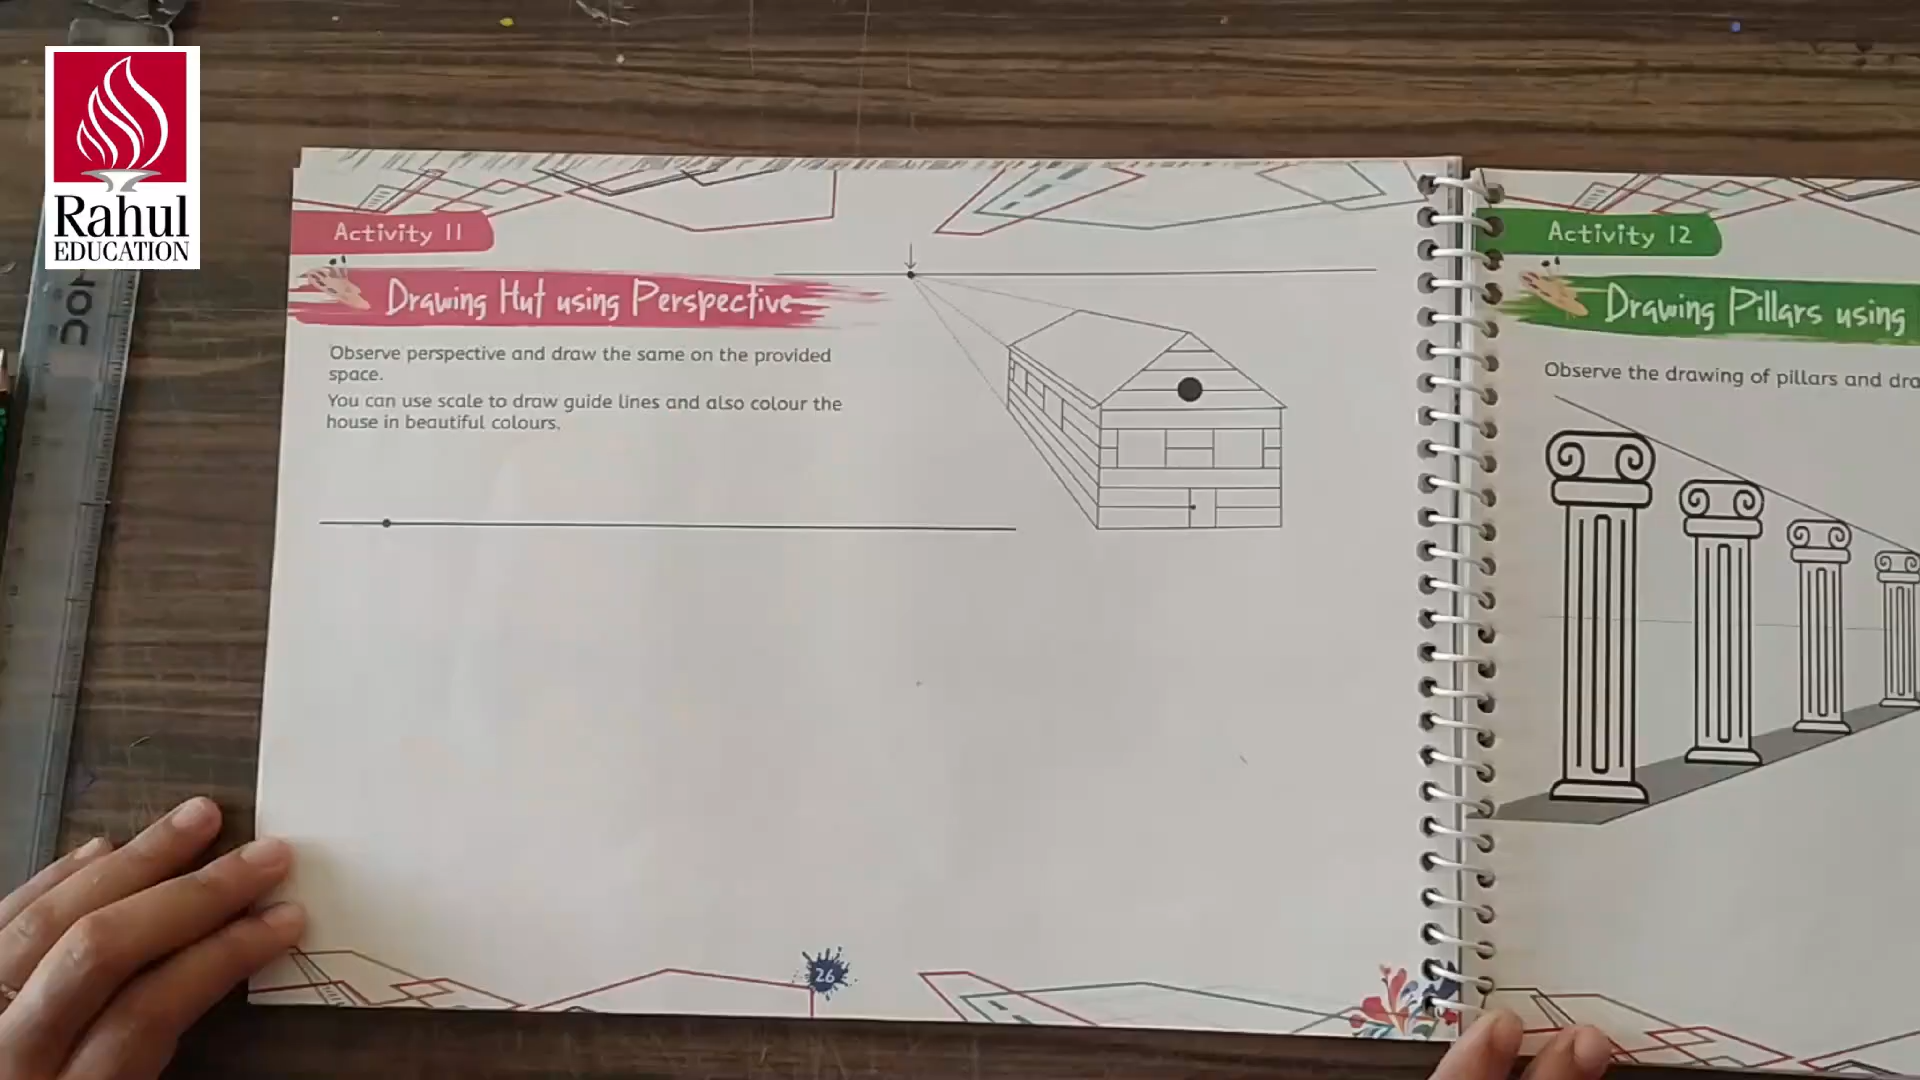 Rahul
EDUCATION
Activity 11
Drawing Hut using Perspective
Observe perspective and draw the same on the provided
space.
You can use scale to draw guide lines and also colour the
house in beautiful colours.
26
Activity 12
Drawing Pillars using
Observe the drawing of pillars and dra